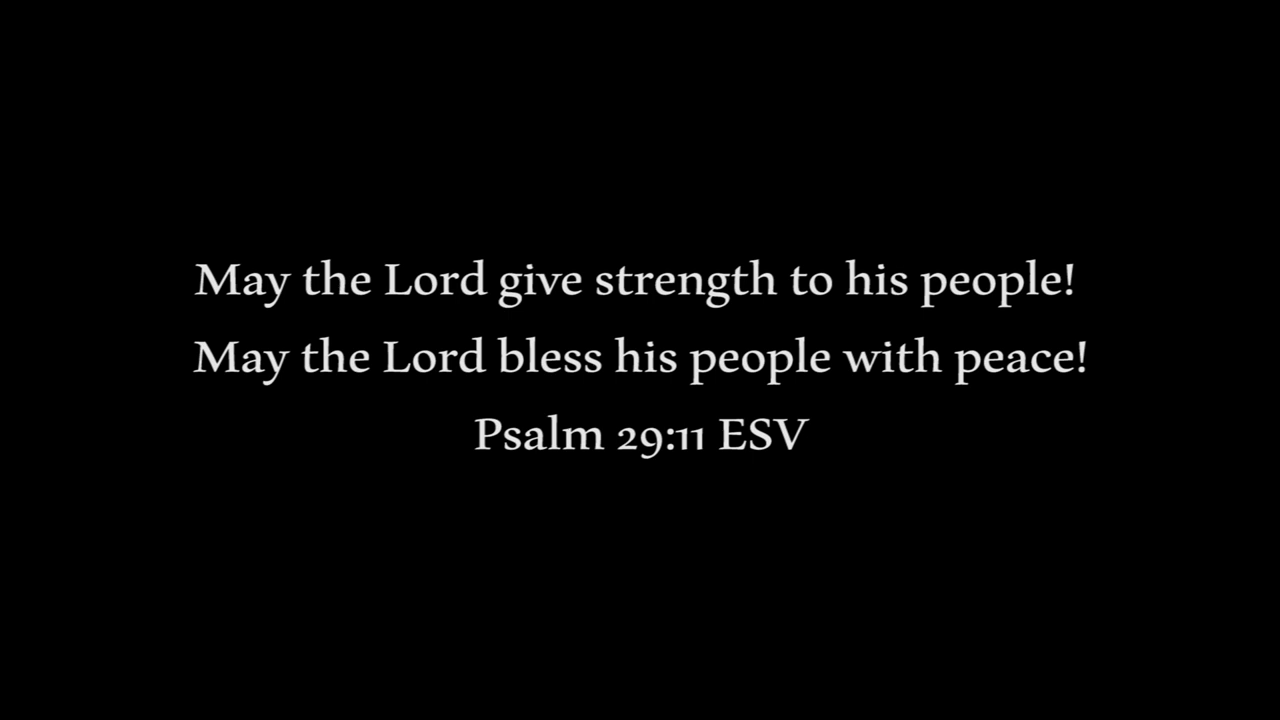 May the Lord give strength to his people!
May the Lord bless his people with peace!
Psalm 29:11 ESV